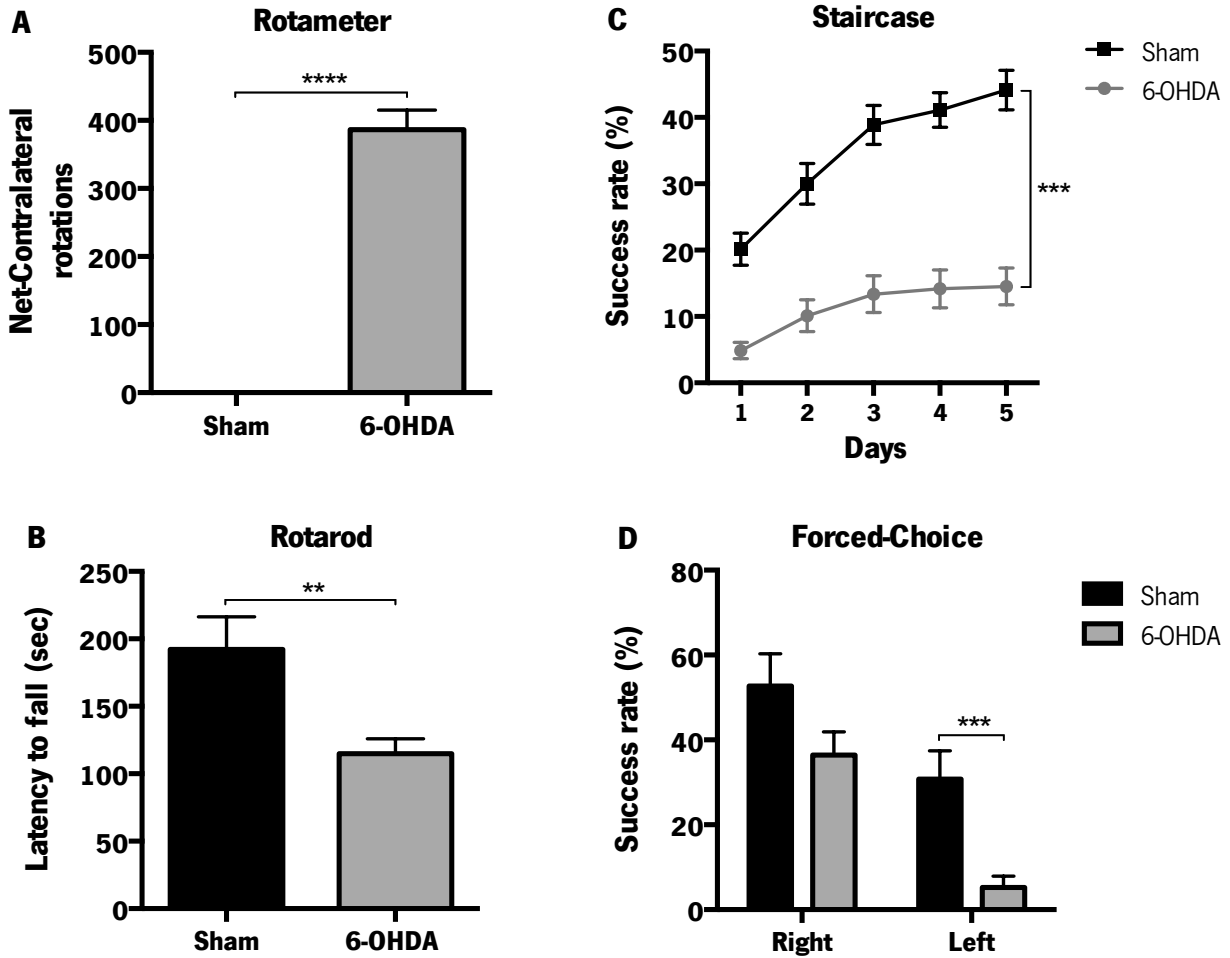 A
Rotameter
500
400
300
200
100
0
Net-Contralateral
rotations
****
Sham
6-OHDA
C
Staircase
50
40
30
20
10
0
Success rate (%)
***
1
2
3
4
5
Days
Sham
6-OHDA
B
Rotarod
250
200
150
100
50
0
Latency to fall (sec)
**
Sham
6-OHDA
D
Forced-Choice
80
60
40
20
0
Success rate (%)
***
Right
Left
Sham
6-OHDA